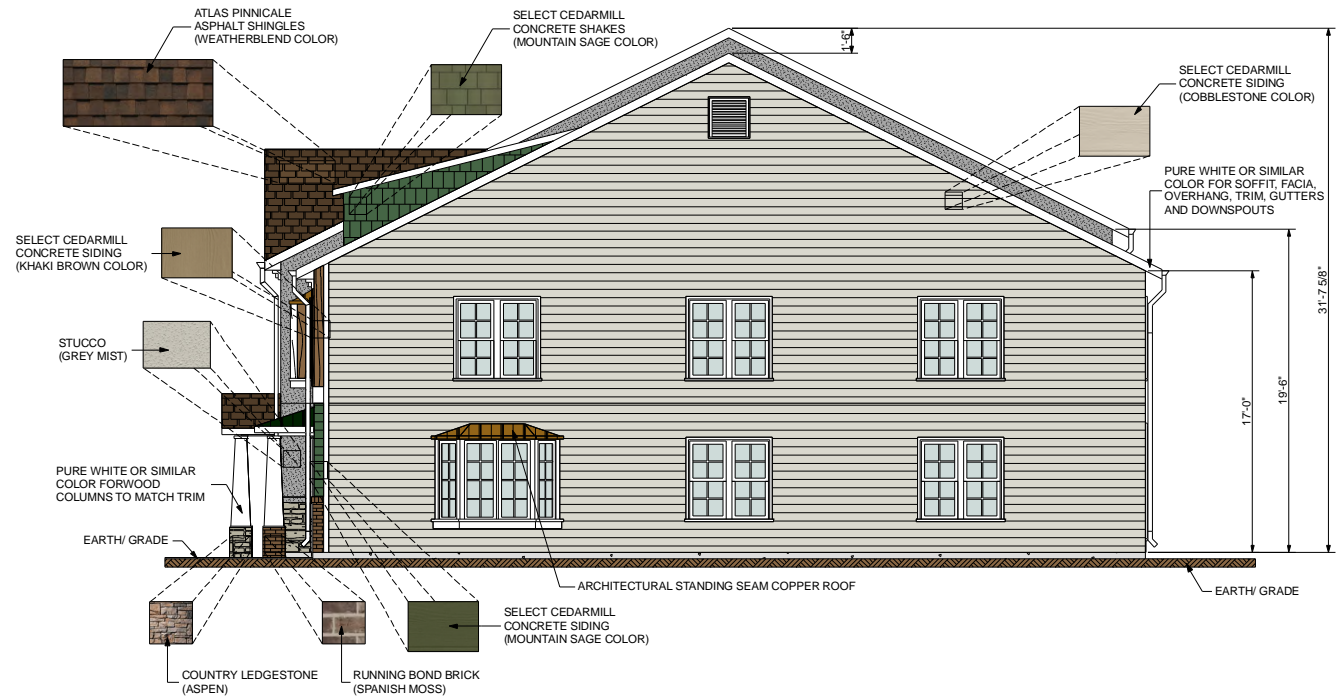 ATLAS PINNICALE
ASPHALT SHINGLES
(WEATHERBLEND COLOR)
SELECT CEDARMILL
CONCRETE SHAKES
(MOUNTAIN SAGE COLOR)
1'-6"
SELECT CEDARMILL
CONCRETE SIDING
(COBBLESTONE COLOR)
PURE WHITE OR SIMILAR
COLOR FOR SOFFIT, FACIA,
OVERHANG, TRIM, GUTTERS
AND DOWNSPOUTS
SELECT CEDARMILL
CONCRETE SIDING
(KHAKI BROWN COLOR)
STUCCO
(GREY MIST)
PURE WHITE OR SIMILAR
COLOR FORWOOD
COLUMNS TO MATCH TRIM
EARTH/ GRADE
17'-0"
19'-6"
31'-7 5/8"
ARCHITECTURAL STANDING SEAM COPPER ROOF
EARTH/ GRADE
SELECT CEDARMILL
CONCRETE SIDING
(MOUNTAIN SAGE COLOR)
COUNTRY LEDGESTONE
(ASPEN)
RUNNING BOND BRICK
(SPANISH MOSS)